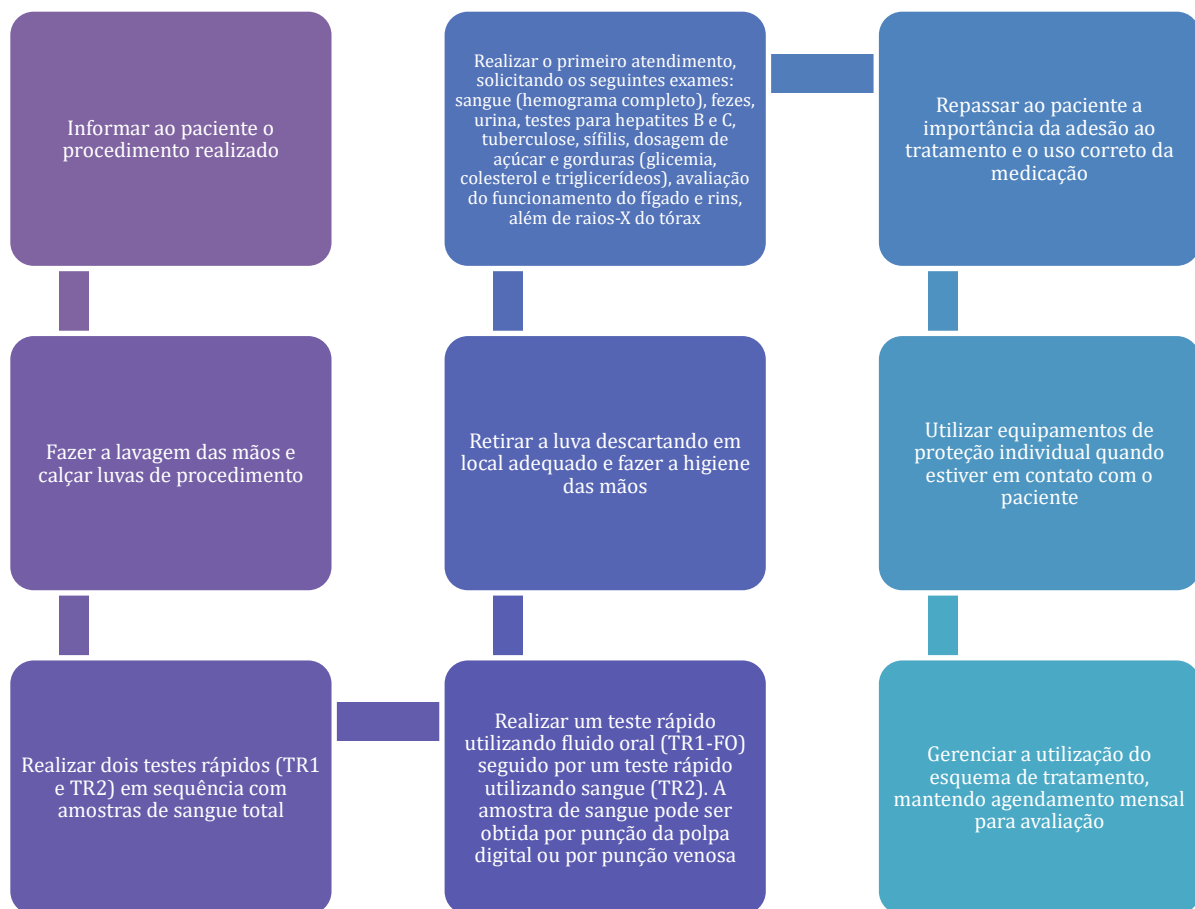 Informar ao paciente o
procedimento realizado
Fazer a lavagem das mãos e
calçar luvas de procedimento
Realizar dois testes rápidos (TR1
e TR2) em sequência com
amostras de sangue total
Realizar um teste rápido
utilizando fluido oral (TR1-FO)
seguido por um teste rápido
utilizando sangue (TR2). A
amostra de sangue pode ser
obtida por punção da polpa
digital ou por punção venosa
Retirar a luva descartando em
local adequado e fazer a higiene
das mãos
Realizar o primeiro atendimento,
solicitando os seguintes exames:
sangue (hemograma completo), fezes,
urina, testes para hepatites B e C,
tuberculose, sífilis, dosagem de
açúcar e gorduras (glicemia,
colesterol e triglicerídeos), avaliação
do funcionamento do fígado e rins,
além de raios-X do tórax
Repassar ao paciente a
importância da adesão ao
tratamento e o uso correto da
medicação
Utilizar equipamentos de
proteção individual quando
estiver em contato com o
paciente
Gerenciar a utilização do
esquema de tratamento,
mantendo agendamento mensal
para avaliação